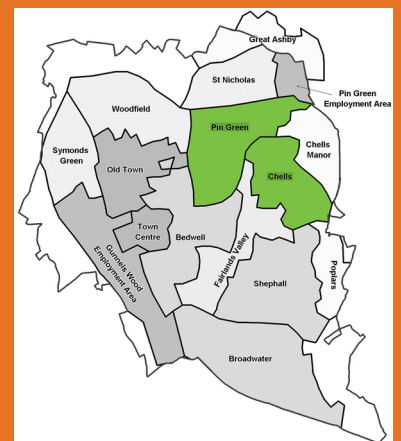 Great Ashby
St Nicholas
Pin Green
Employment Area
Woodfield
Pin Green
Chells
Manor
Symonds
Green
Old Town
Chells
Town
Centre
Bedwell
Gunnels Wood
Employment Area
Fairlands Valley
Poplars
Shephall
Broadwater